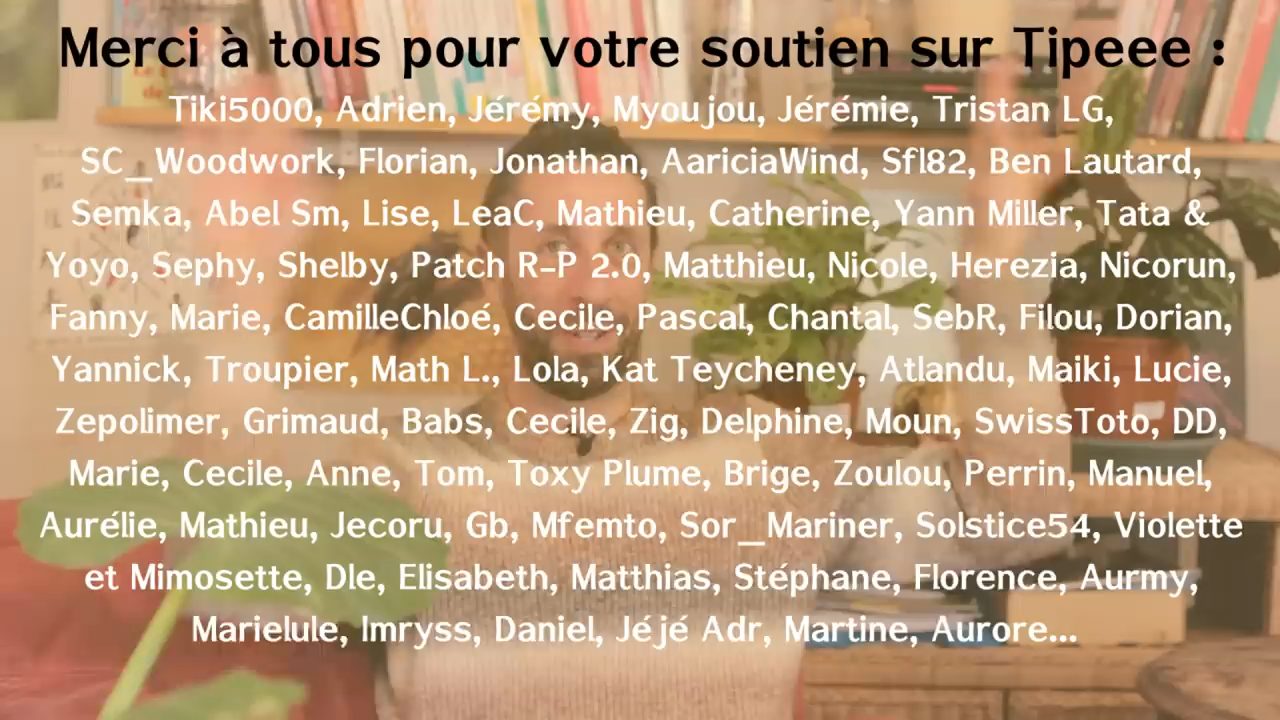 Merci à tous pour votre soutien sur Tipeee :
Tiki5000, Adrien, Jérémy, Myoujou, Jérémie, Tristan LG,
SC_Woodwork, Florian, Jonathan, AariciaWind, Sfl82, Ben Lautard,
Semka, Abel Sm, Lise, LeaC, Mathieu, Catherine, Yann Miller, Tata &
Yoyo, Sephy, Shelby, Patch R-P 2.0, Matthieu, Nicole, Herezia, Nicorun,
Fanny, Marie, CamilleChloé, Cecile, Pascal, Chantal, SebR, Filou, Dorian,
Yannick, Troupier, Math L., Lola, Kat Teycheney, Atlandu, Maiki, Lucie,
Zepolimer, Grimaud, Babs, Cecile, Zig, Delphine, Moun, SwissToto, DD,
Marie, Cecile, Anne, Tom, Toxy Plume, Brige, Zoulou, Perrin, Manuel,
Aurélie, Mathieu, Jecoru, Gb, Mfemto, Sor_Mariner, Solstice54, Violette
et Mimosette, Dle, Elisabeth, Matthias, Stéphane, Florence, Aurmy,
Marielule, Imryss, Daniel, Jéjé Adr, Martine, Aurore...